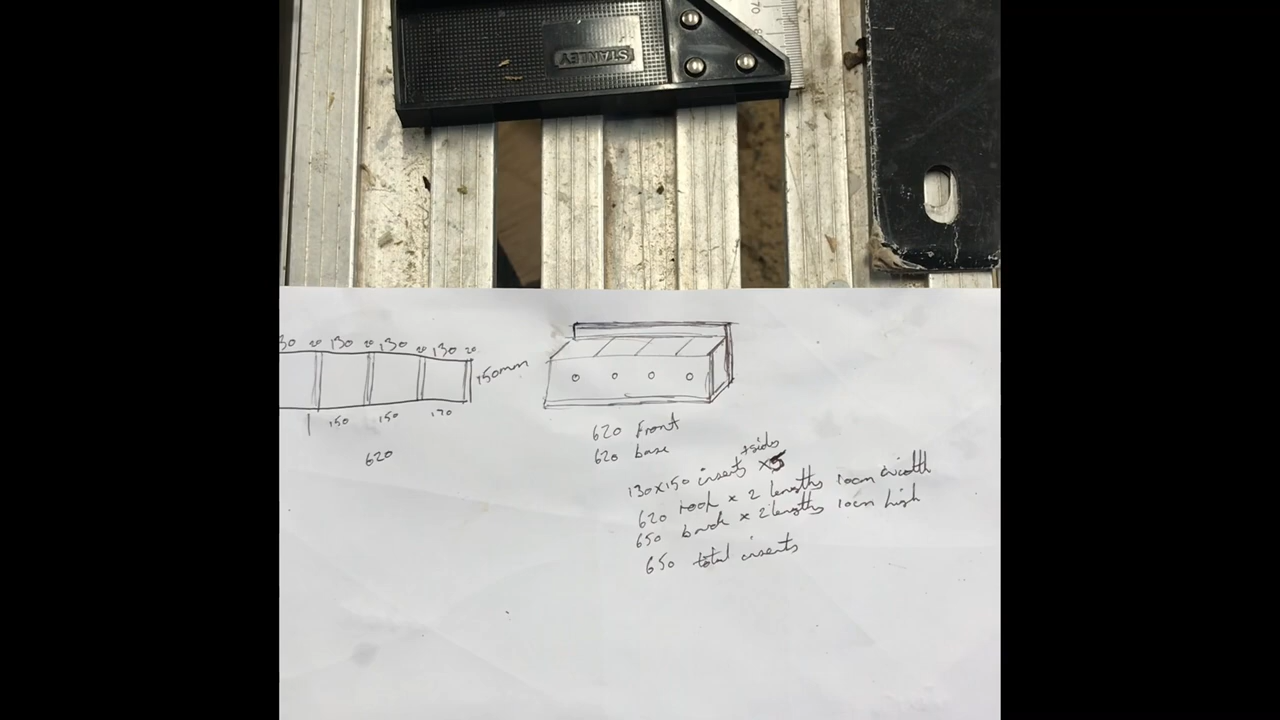 STANLEY
70
30 20 130 20 130 20 130 20
150mm
150 150 170
620
620 Front
620 base
+ sides
130x150 inserts x5
620 roof x 2 lengths 10cm width
650 back x 2 lengths 10cm high
650 total inserts